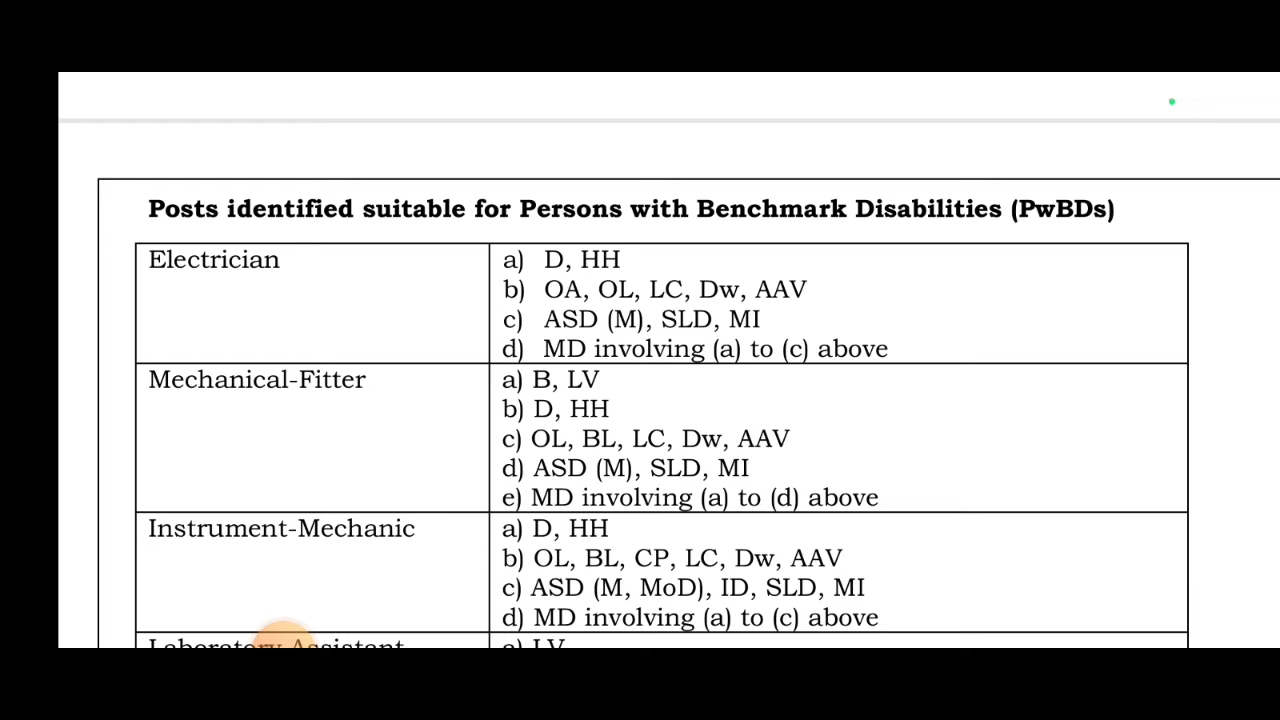 Posts identified suitable for Persons with Benchmark Disabilities (PwBDs)
Electrician
a) D, HH
b) OA, OL, LC, Dw, AAV
c) ASD (M), SLD, MI
d) MD involving (a) to (c) above
Mechanical-Fitter
a) B, LV
b) D, HH
c) OL, BL, LC, Dw, AAV
d) ASD (M), SLD, MI
e) MD involving (a) to (d) above
Instrument-Mechanic
a) D, HH
b) OL, BL, CP, LC, Dw, AAV
c) ASD (M, MoD), ID, SLD, MI
d) MD involving (a) to (c) above
Laboratory Assistant
a) LV